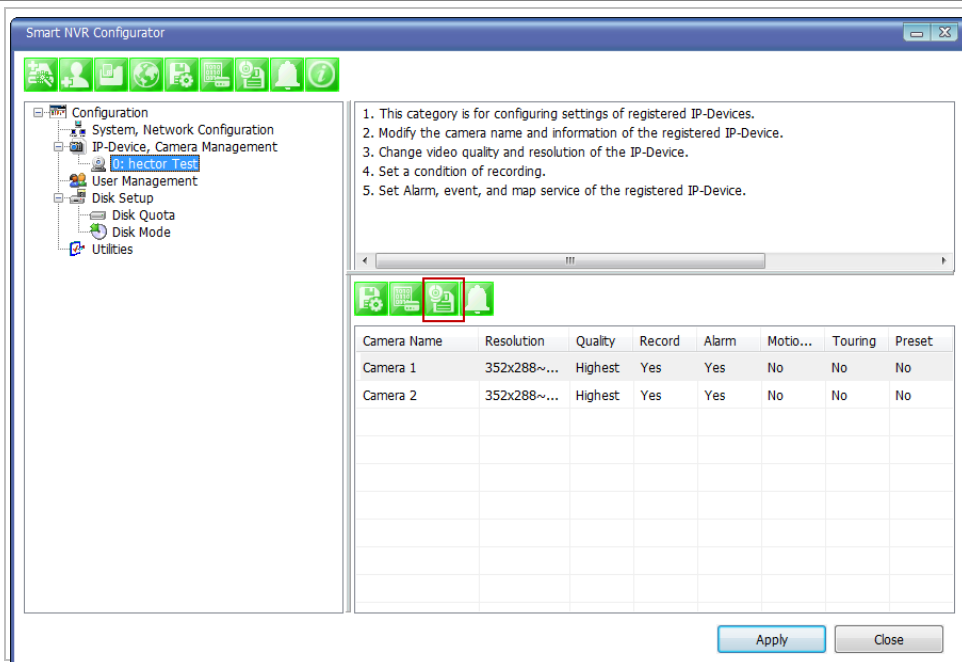 Smart NVR Configurator
Configuration
System, Network Configuration
IP-Device, Camera Management
0: hector Test
User Management
Disk Setup
Disk Quota
Disk Mode
Utilities
1. This category is for configuring settings of registered IP-Devices.
2. Modify the camera name and information of the registered IP-Device.
3. Change video quality and resolution of the IP-Device.
4. Set a condition of recording.
5. Set Alarm, event, and map service of the registered IP-Device.
Camera Name Resolution Quality Record Alarm Motio... Touring Preset
Camera 1 352x288~... Highest Yes Yes No No No
Camera 2 352x288~... Highest Yes Yes No No No
Apply Close